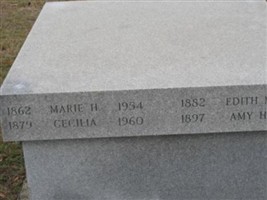 1862 MARIE H. 1954 1882 EDITH
1879 CECILIA 1960 1897 AMY H